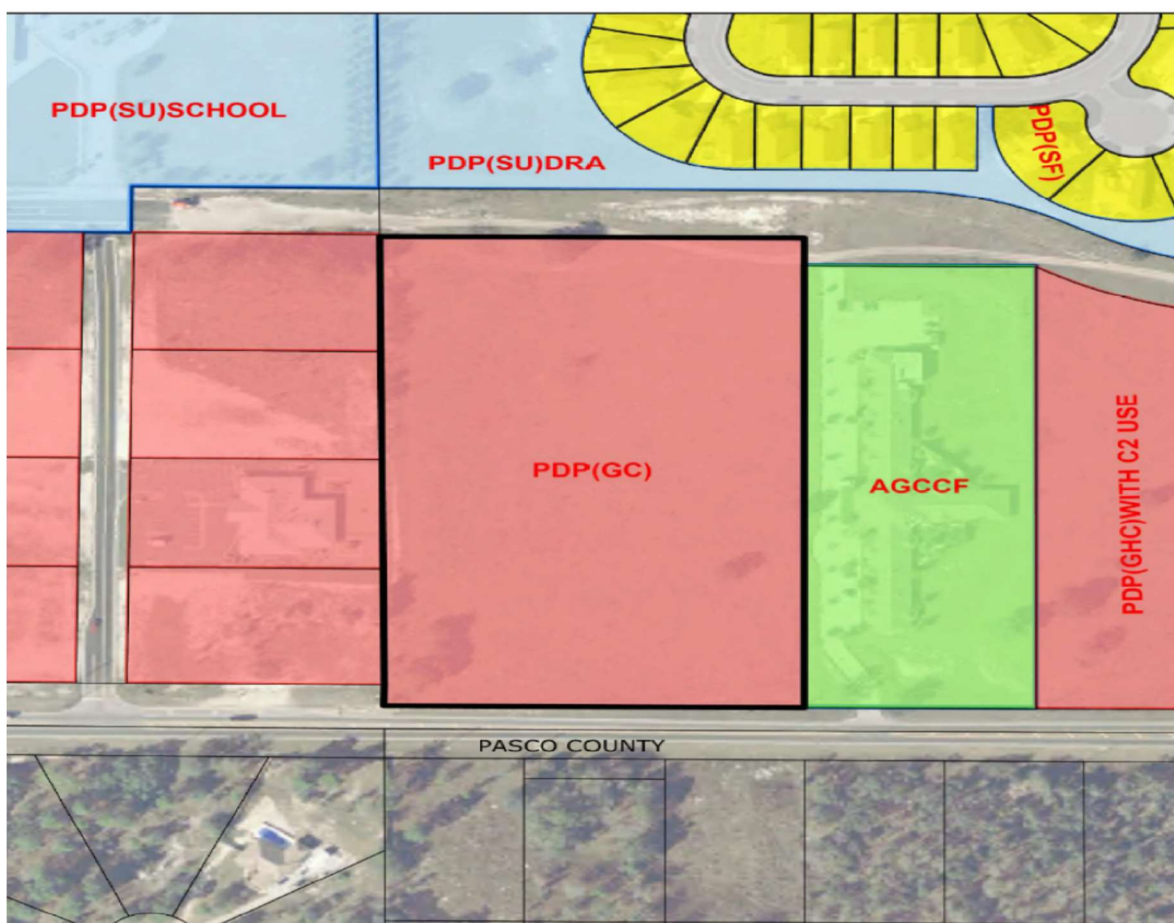 PDP(SU)SCHOOL
PDP(SU)DRA
PDP(SF)
PDP(GC)
AGCCF
PDP(GHC)WITH C2 USE
PASCO COUNTY